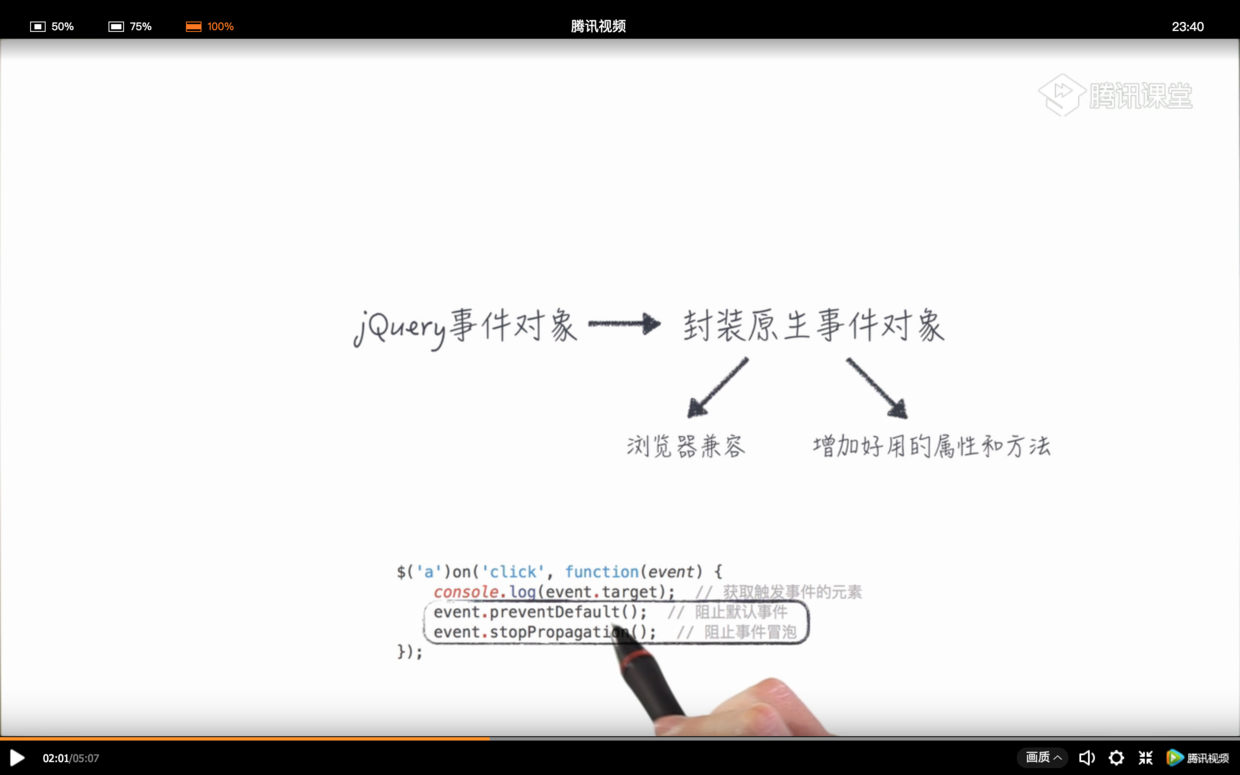 50% 75% 100% 腾讯视频 23:40
腾讯课堂
jQuery事件对象 封装原生事件对象
浏览器兼容 增加好用的属性和方法
$('a')on('click', function(event) {
console.log(event.target); // 获取触发事件的元素
event.preventDefault(); // 阻止默认事件
event.stopPropagation(); // 阻止事件冒泡
});
02:01/05:07 画质 腾讯视频